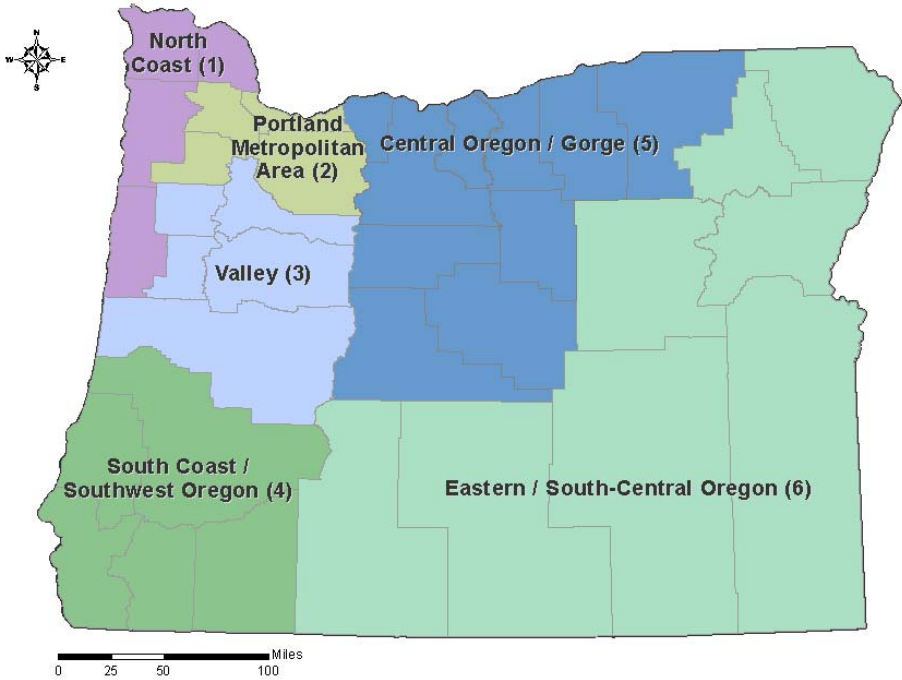 N
W E
S
North
Coast (1)
Portland
Metropolitan
Area (2)
Central Oregon / Gorge (5)
Valley (3)
South Coast /
Southwest Oregon (4)
Eastern / South-Central Oregon (6)
Miles
0 25 50 100